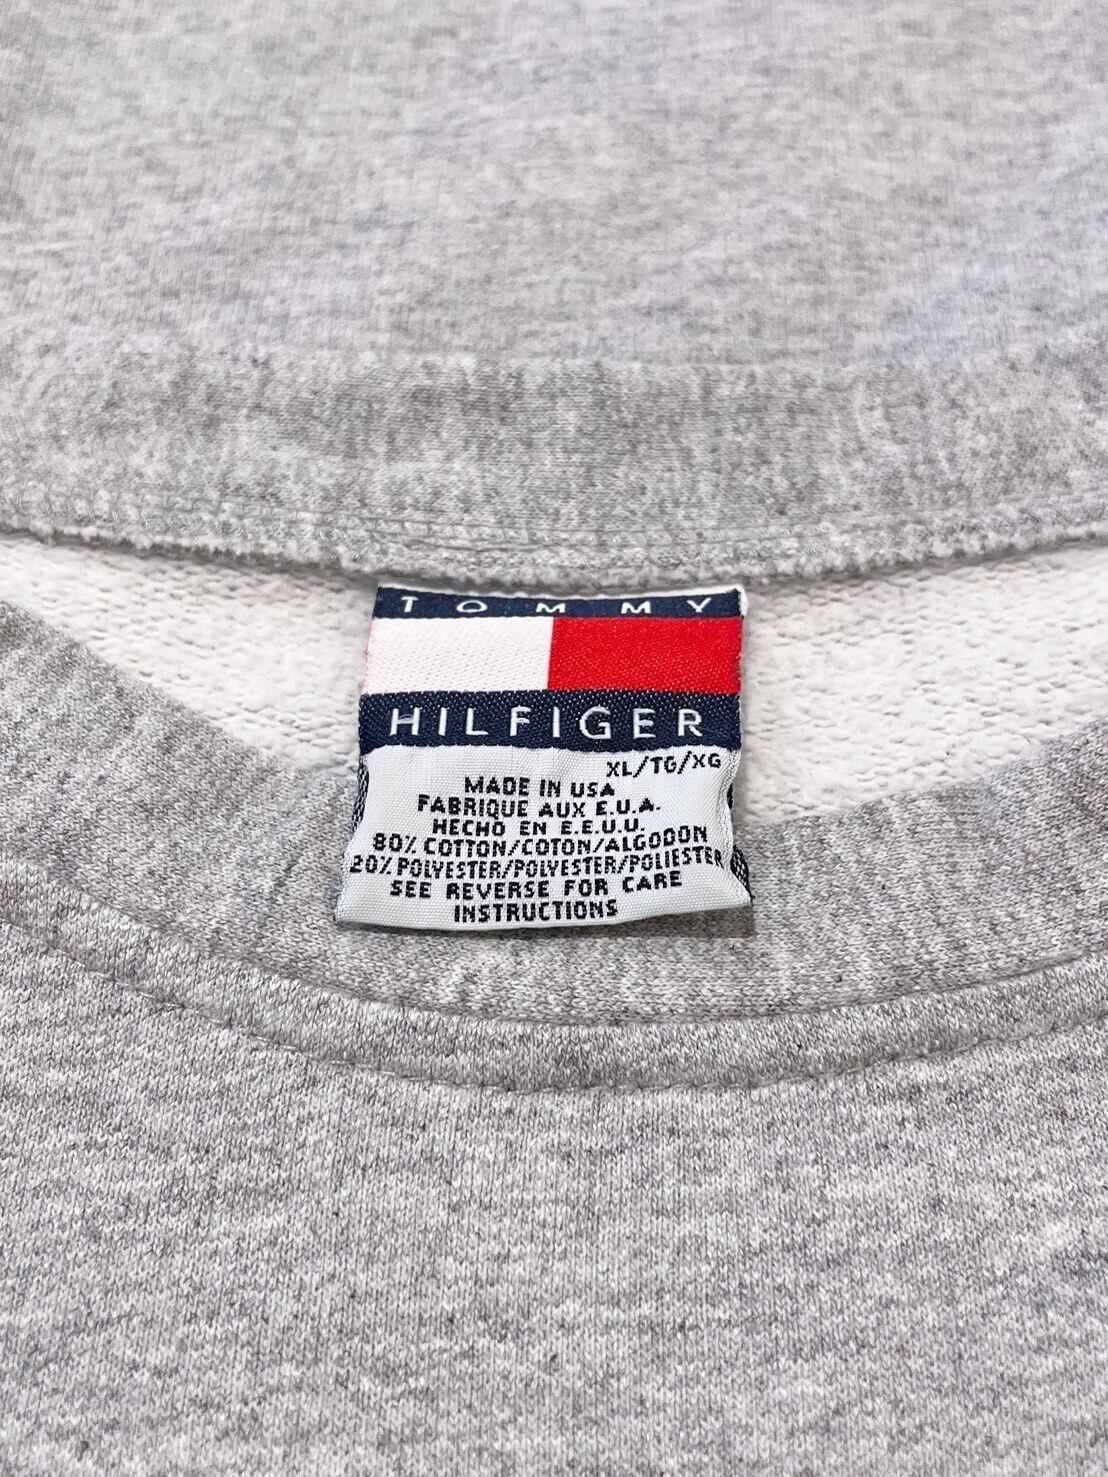 TOMMY
HILFIGER
XL/TG/XG
MADE IN USA
FABRIQUE AUX E.U.A.
HECHO EN E.E.U.U.
80% COTTON/COTON/ALGODON
20% POLYESTER/POLYESTER/POLIESTER
SEE REVERSE FOR CARE
INSTRUCTIONS